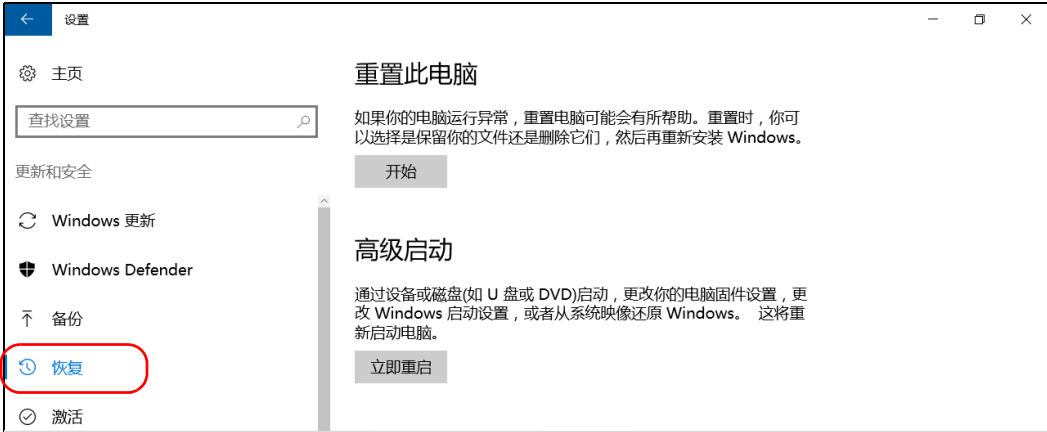 设置
主页
查找设置
更新和安全
Windows 更新
Windows Defender
备份
恢复
激活
重置此电脑
如果你的电脑运行异常，重置电脑可能会有所帮助。重置时，你可
以选择是保留你的文件还是删除它们，然后再重新安装 Windows。
开始
高级启动
通过设备或磁盘(如 U 盘或 DVD)启动，更改你的电脑固件设置，更
改 Windows 启动设置，或者从系统映像还原 Windows。 这将重
新启动电脑。
立即重启